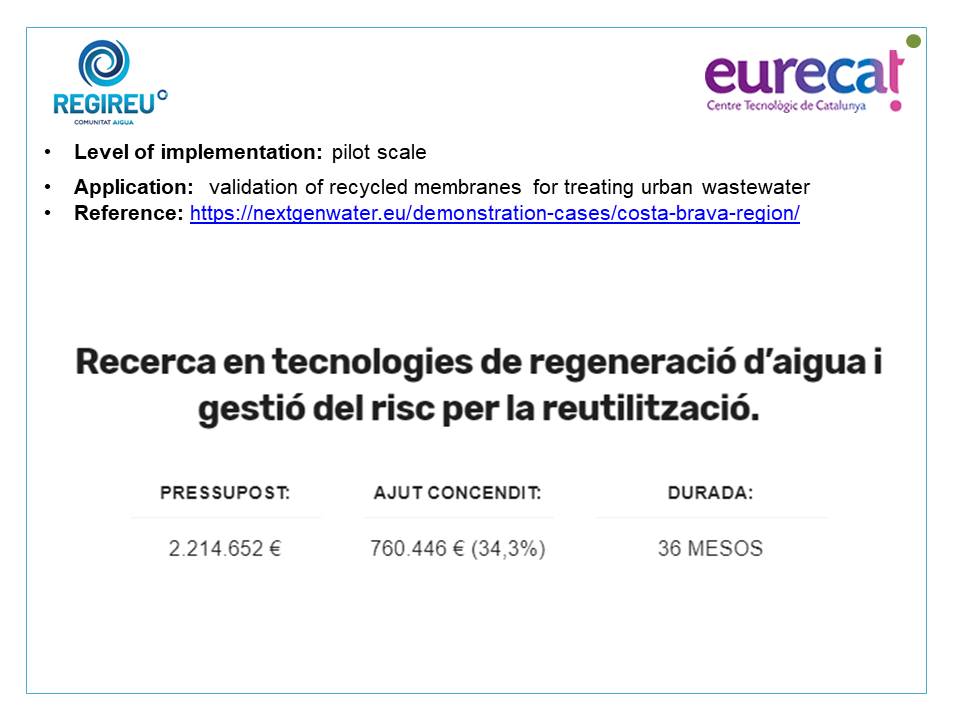 REGIREU
COMUNITAT AIGUA
eurecat
Centre Tecnològic de Catalunya
• Level of implementation: pilot scale
• Application: validation of recycled membranes for treating urban wastewater
• Reference: https://nextgenwater.eu/demonstration-cases/costa-brava-region/
Recerca en tecnologies de regeneració d’aigua i
gestió del risc per la reutilització.
PRESSUPOST: AJUT CONCENDIT: DURADA:
2.214.652 € 760.446 € (34,3%) 36 MESOS